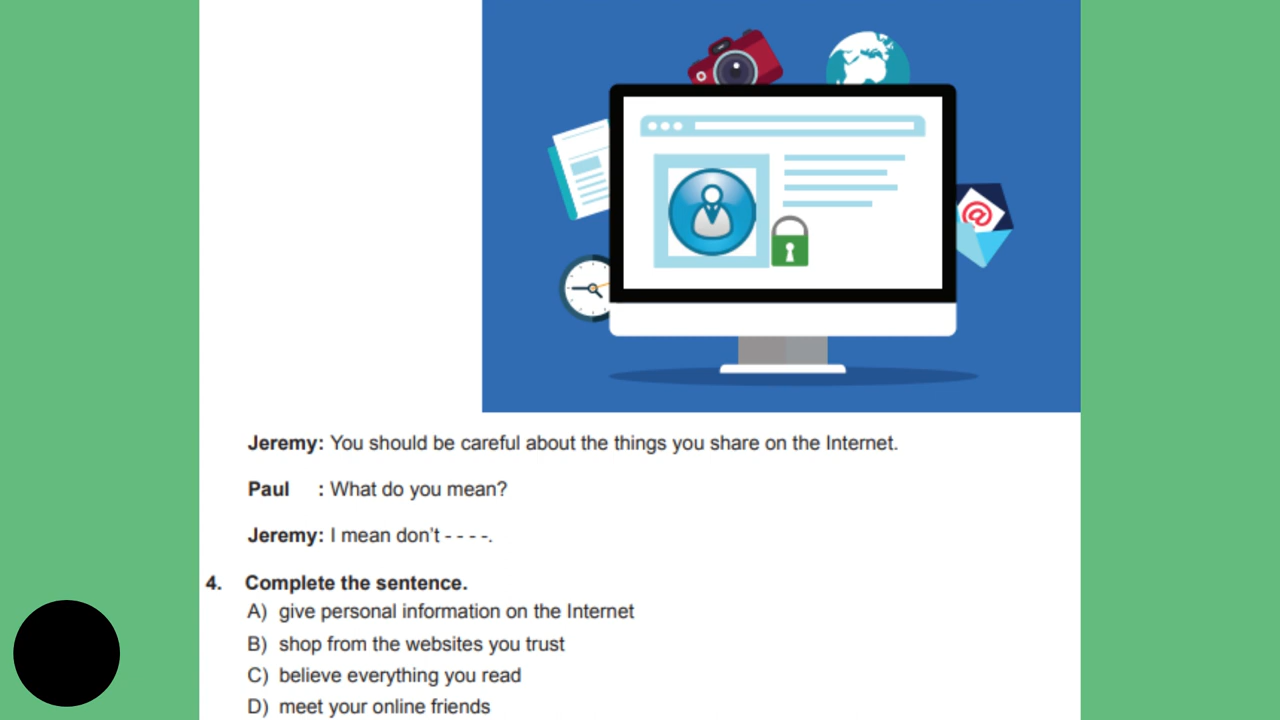 @
Jeremy: You should be careful about the things you share on the Internet.
Paul : What do you mean?
Jeremy: I mean don't - - - -.
4. Complete the sentence.
A) give personal information on the Internet
B) shop from the websites you trust
C) believe everything you read
D) meet your online friends